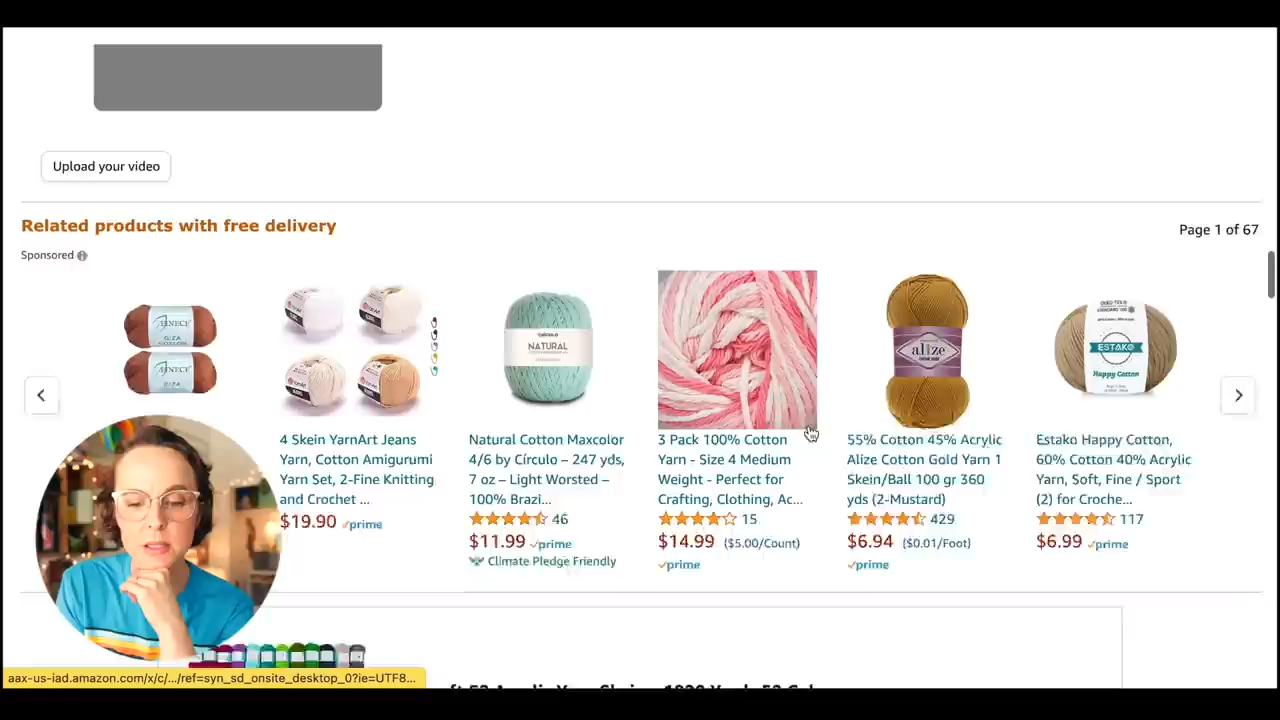 Upload your video
Related products with free delivery
Page 1 of 67
Sponsored
NATURAL
alize
ESTAKO
Happy Cotton
4 Skein YarnArt Jeans
Yarn, Cotton Amigurumi
Yarn Set, 2-Fine Knitting
and Crochet ...
$19.90 prime
Natural Cotton Maxcolor
4/6 by Círculo – 247 yds,
7 oz – Light Worsted –
100% Brazi...
46
$11.99 prime
Climate Pledge Friendly
3 Pack 100% Cotton
Yarn - Size 4 Medium
Weight - Perfect for
Crafting, Clothing, Ac...
15
$14.99 ($5.00/Count)
prime
55% Cotton 45% Acrylic
Alize Cotton Gold Yarn 1
Skein/Ball 100 gr 360
yds (2-Mustard)
429
$6.94 ($0.01/Foot)
prime
Estako Happy Cotton,
60% Cotton 40% Acrylic
Yarn, Soft, Fine / Sport
(2) for Croche...
117
$6.99 prime
aax-us-iad.amazon.com/x/c/.../ref=syn_sd_onsite_desktop_0?ie=UTF8...